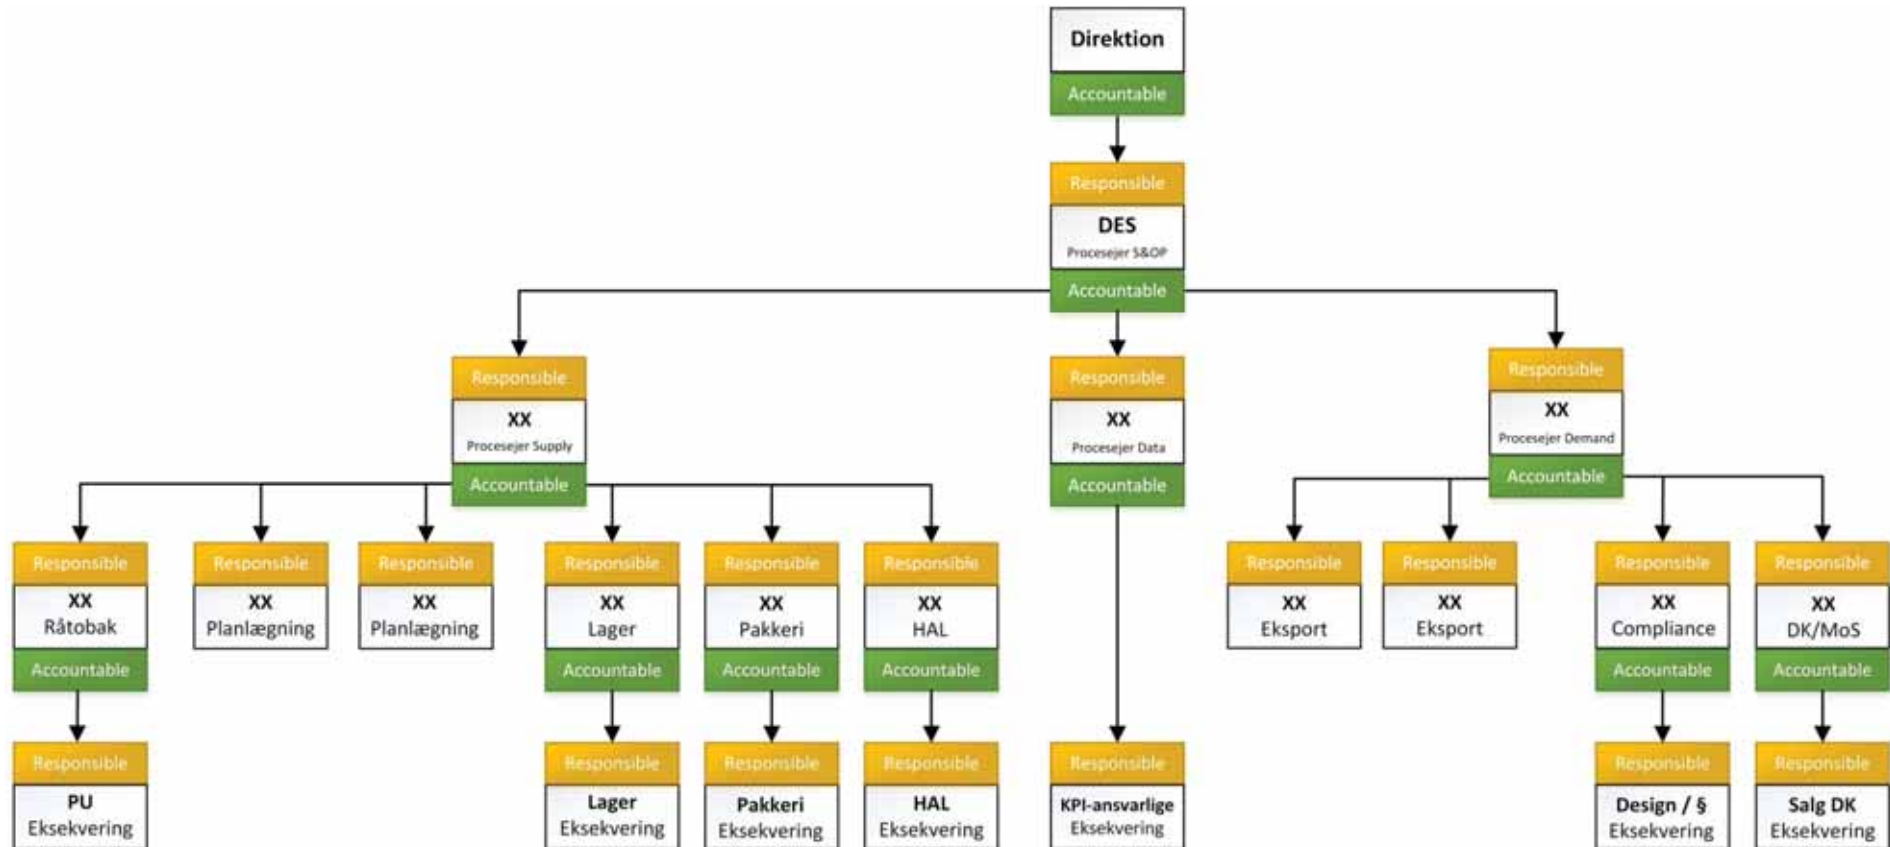 Direktion
Accountable
Responsible
DES
Procesejer S&OP
Accountable
Responsible
XX
Procesejer Supply
Accountable
Responsible
XX
Procesejer Data
Accountable
Responsible
XX
Procesejer Demand
Accountable
Responsible
XX
Råtobak
Accountable
Responsible
XX
Planlægning
Responsible
XX
Planlægning
Responsible
XX
Lager
Accountable
Responsible
XX
Pakkeri
Accountable
Responsible
XX
HAL
Accountable
Responsible
XX
Eksport
Responsible
XX
Eksport
Responsible
XX
Compliance
Accountable
Responsible
XX
DK/MoS
Accountable
Responsible
PU
Eksekvering
Responsible
Lager
Eksekvering
Responsible
Pakkeri
Eksekvering
Responsible
HAL
Eksekvering
Responsible
KPI-ansvarlige
Eksekvering
Responsible
Design / §
Eksekvering
Responsible
Salg DK
Eksekvering